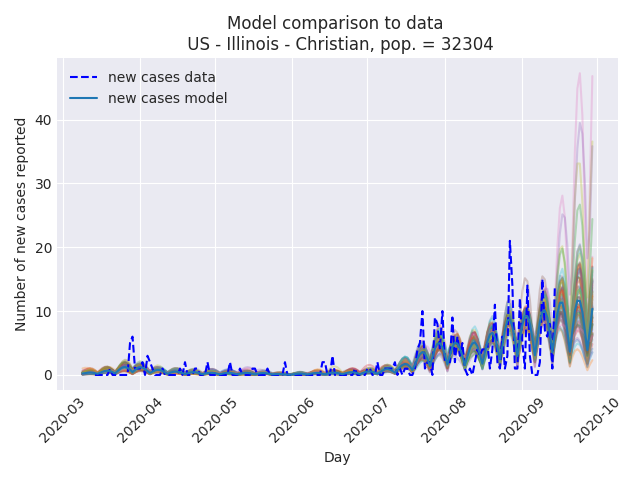 Model comparison to data
US - Illinois - Christian, pop. = 32304
new cases data
new cases model
Number of new cases reported
40
30
20
10
0
2020-03
2020-04
2020-05
2020-06
2020-07
2020-08
2020-09
2020-10
Day